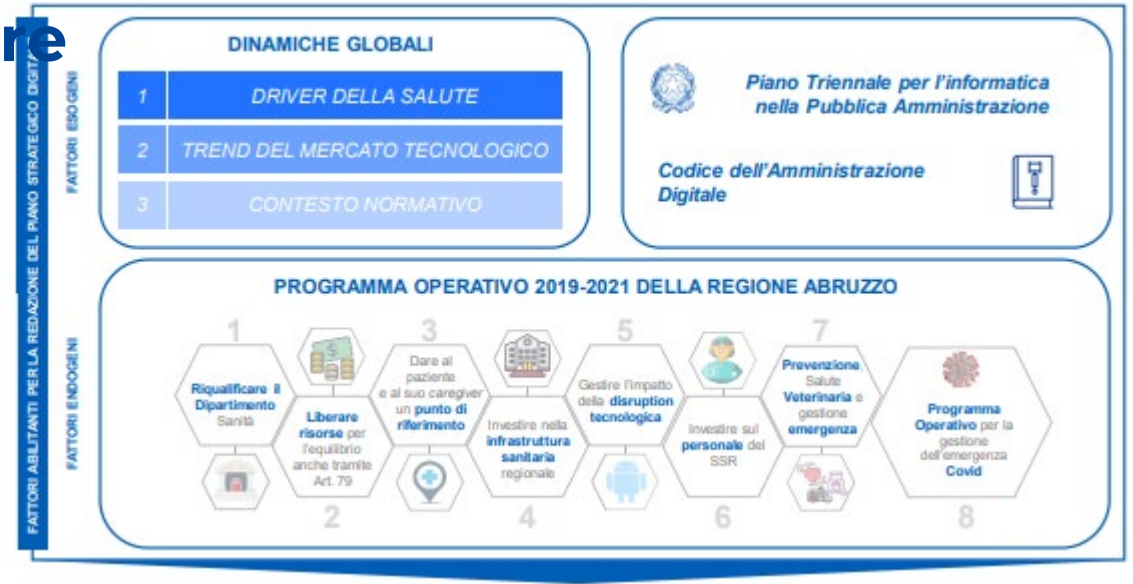 re
FATTORI ABILITANTI PER LA REDAZIONE DEL PIANO STRATEGICO DIGITA
FATTORI ESOGENI
DINAMICHE GLOBALI
1 DRIVER DELLA SALUTE
2 TREND DEL MERCATO TECNOLOGICO
3 CONTESTO NORMATIVO
Piano Triennale per l'informatica
nella Pubblica Amministrazione
Codice dell'Amministrazione
Digitale
FATTORI ENDOGENI
PROGRAMMA OPERATIVO 2019-2021 DELLA REGIONE ABRUZZO
1
Riqualificare il
Dipartimento
Sanità
Liberare
risorse per
l'equilibrio
anche tramite
Art. 79
2
3
Dare al
paziente
e al suo caregiver
un punto di
riferimento
Investire nella
infrastruttura
sanitaria
regionale
4
5
Gestire l'impatto
della disruption
tecnologica
Investire sul
personale del
SSR
6
7
Prevenzione
Salute
Veterinaria e
gestione
emergenza
Programma
Operativo per la
gestione
dell'emergenza
Covid
8